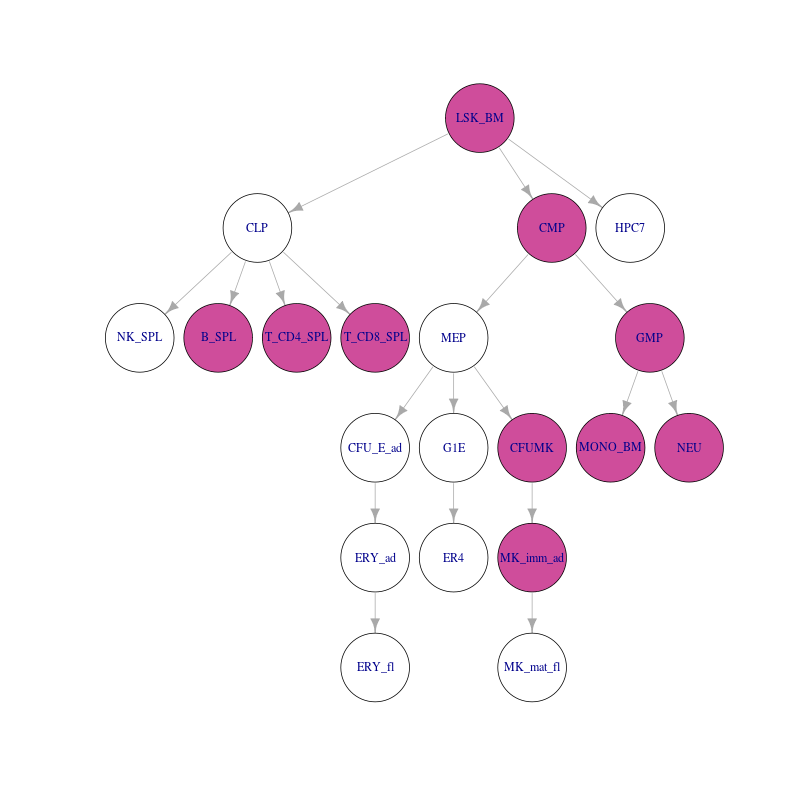 LSK_BM
CLP
CMP
HPC7
NK_SPL
B_SPL
T_CD4_SPL
T_CD8_SPL
MEP
GMP
CFU_E_ad
G1E
CFUMK
MONO_BM
NEU
ERY_ad
ER4
MK_imm_ad
ERY_fl
MK_mat_fl